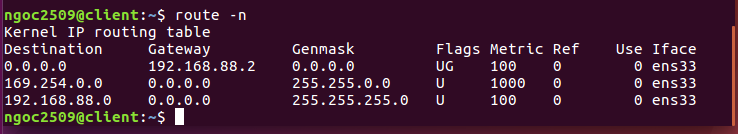 ngoc2509@client:~$ route -n
Kernel IP routing table
Destination     Gateway         Genmask         Flags Metric Ref    Use Iface
0.0.0.0         192.168.88.2    0.0.0.0         UG    100    0        0 ens33
169.254.0.0     0.0.0.0         255.255.0.0     U     1000   0        0 ens33
192.168.88.0    0.0.0.0         255.255.255.0   U     100    0        0 ens33
ngoc2509@client:~$